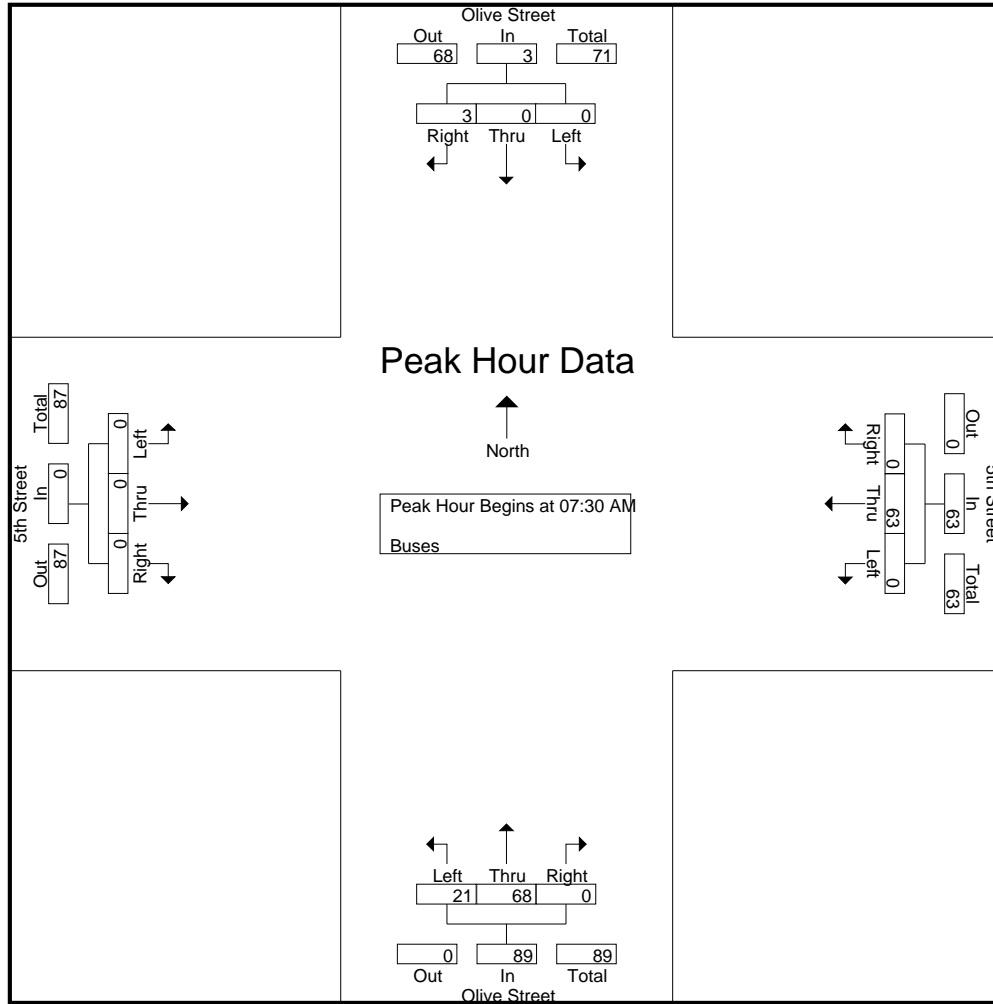 Olive Street
Out In Total
68 3 71
3 0 0
Right Thru Left
Peak Hour Data
North
Peak Hour Begins at 07:30 AM
Buses
5th Street
Total In Out
87 0 87
0 0 0
Left Thru Right
Right Thru Left
0 63 0
Out In Total
0 63 63
5th Street
Left Thru Right
21 68 0
0 89 89
Out In Total
Olive Street